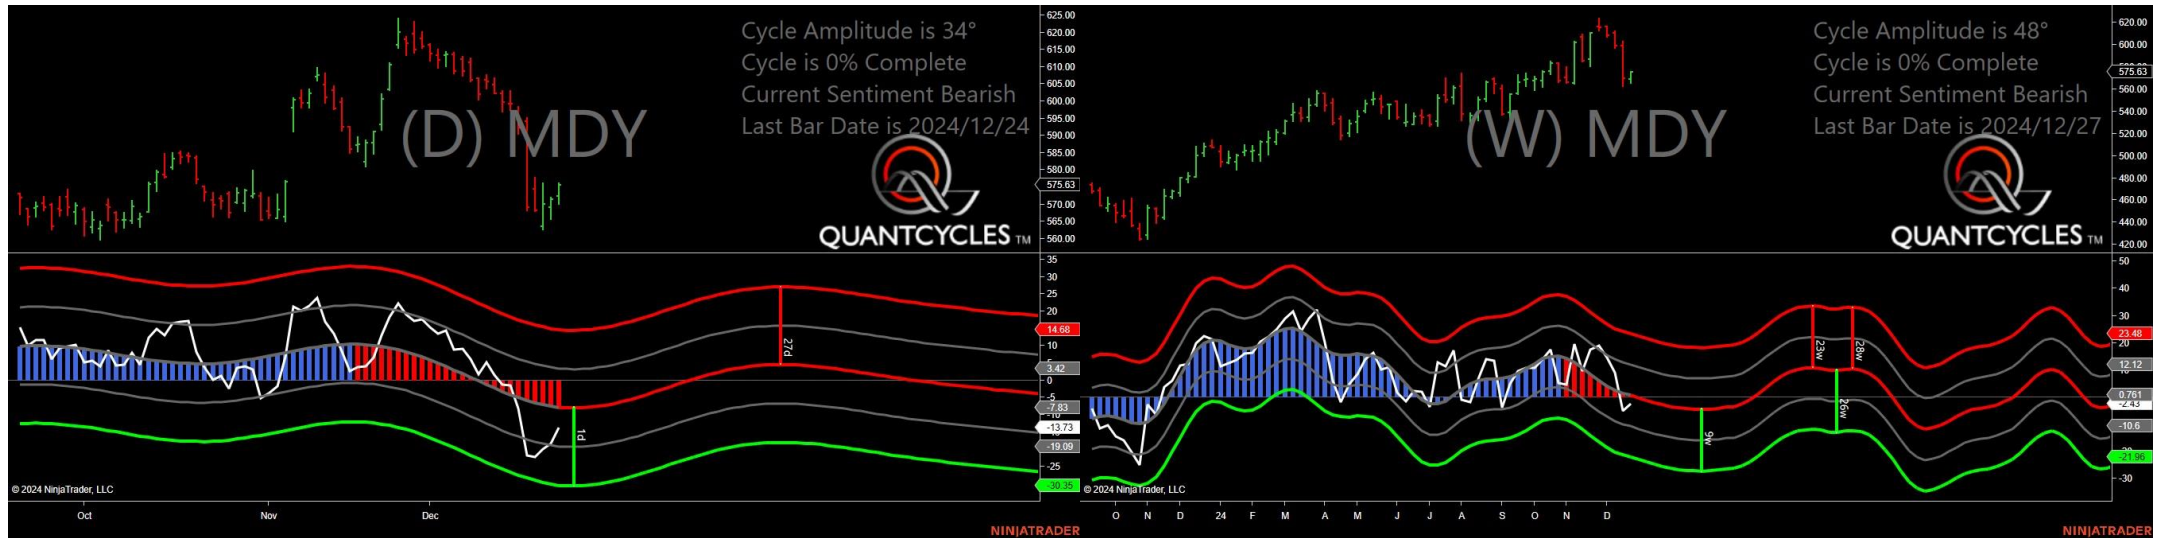 Cycle Amplitude is 34°
Cycle is 0% Complete
Current Sentiment Bearish
Last Bar Date is 2024/12/24
(D) MDY
QUANTCYCLES TM
625.00
620.00
615.00
610.00
605.00
600.00
595.00
590.00
585.00
580.00
575.63
570.00
565.00
560.00
35
30
25
20
14.68
10
5
3.42
0
-5
-7.83
-10
-13.73
-19.09
-25
-30.35
27d
1d
© 2024 NinjaTrader, LLC
Oct Nov Dec
NINJATRADER
Cycle Amplitude is 48°
Cycle is 0% Complete
Current Sentiment Bearish
Last Bar Date is 2024/12/27
(W) MDY
QUANTCYCLES TM
620.00
600.00
575.63
560.00
540.00
520.00
500.00
480.00
460.00
440.00
420.00
50
40
30
23.48
20
12.12
10
0.761
-2.43
-10.6
-21.96
-30
23w
28w
26w
9w
© 2024 NinjaTrader, LLC
O N D 24 F M A M J J A S O N D
NINJATRADER